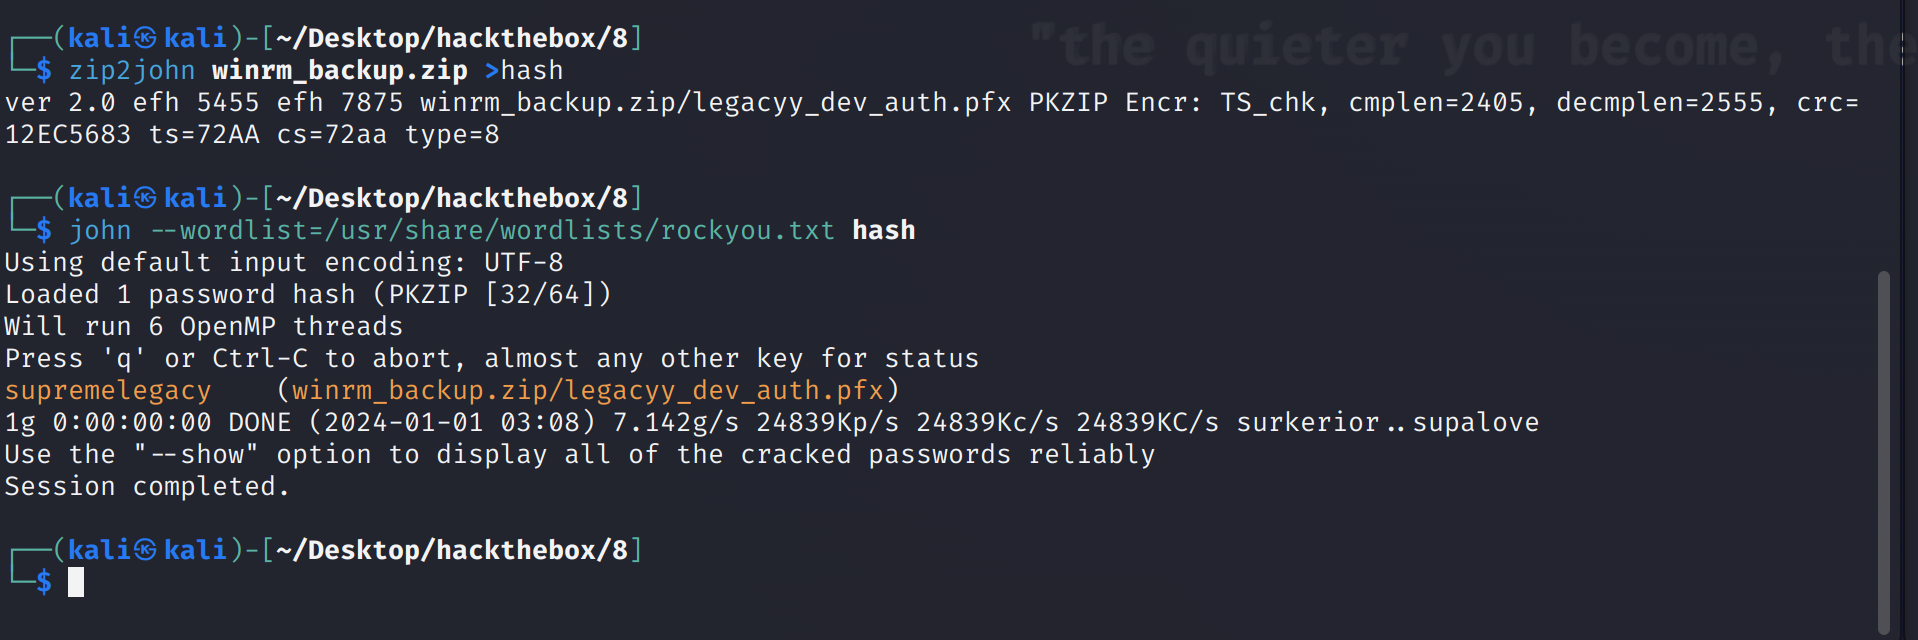 "the quieter you become, the
┌──(kali㉿kali)-[~/Desktop/hackthebox/8]
└─$ zip2john winrm_backup.zip >hash
ver 2.0 efh 5455 efh 7875 winrm_backup.zip/legacyy_dev_auth.pfx PKZIP Encr: TS_chk, cmplen=2405, decmplen=2555, crc=
12EC5683 ts=72AA cs=72aa type=8
┌──(kali㉿kali)-[~/Desktop/hackthebox/8]
└─$ john --wordlist=/usr/share/wordlists/rockyou.txt hash
Using default input encoding: UTF-8
Loaded 1 password hash (PKZIP [32/64])
Will run 6 OpenMP threads
Press 'q' or Ctrl-C to abort, almost any other key for status
supremelegacy    (winrm_backup.zip/legacyy_dev_auth.pfx)
1g 0:00:00:00 DONE (2024-01-01 03:08) 7.142g/s 24839Kp/s 24839Kc/s 24839KC/s surkerior..supalove
Use the "--show" option to display all of the cracked passwords reliably
Session completed.
┌──(kali㉿kali)-[~/Desktop/hackthebox/8]
└─$